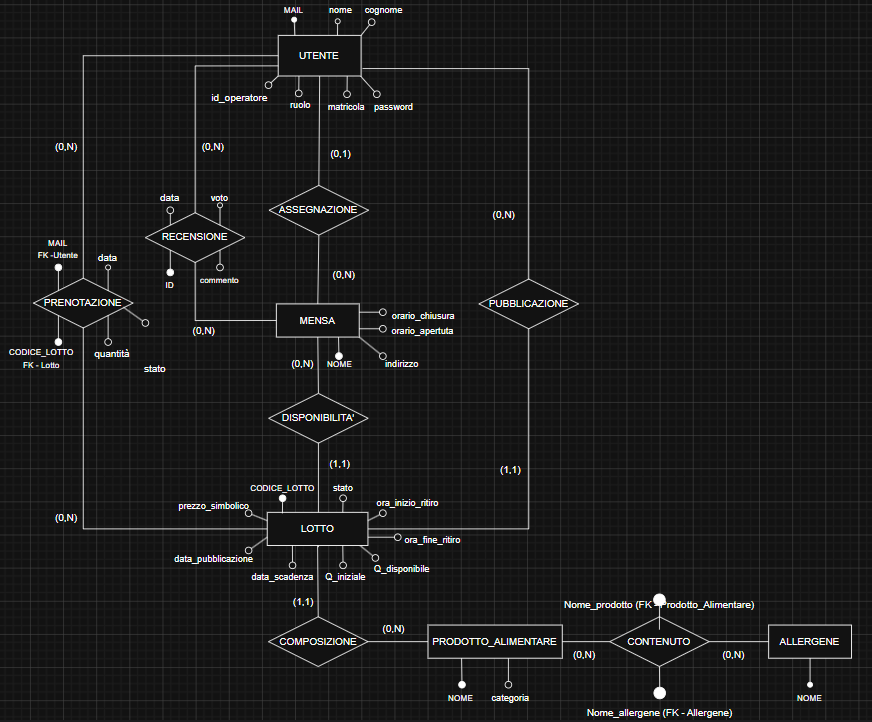 MAIL
nome
cognome
UTENTE
id_operatore
ruolo
matricola
password
(0,N)
(0,N)
(0,1)
(0,N)
data
voto
ASSEGNAZIONE
RECENSIONE
ID
commento
MAIL
FK -Utente
data
PRENOTAZIONE
CODICE_LOTTO
FK - Lotto
quantità
stato
(0,N)
(0,N)
MENSA
orario_chiusura
orario_apertuta
NOME
indirizzo
PUBBLICAZIONE
(0,N)
DISPONIBILITA'
(1,1)
(1,1)
CODICE_LOTTO
stato
prezzo_simbolico
ora_inizio_ritiro
(0,N)
LOTTO
ora_fine_ritiro
data_pubblicazione
data_scadenza
Q_iniziale
Q_disponibile
(1,1)
COMPOSIZIONE
(0,N)
PRODOTTO_ALIMENTARE
NOME
categoria
(0,N)
Nome_prodotto (FK - Prodotto_Alimentare)
CONTENUTO
Nome_allergene (FK - Allergene)
(0,N)
ALLERGENE
NOME